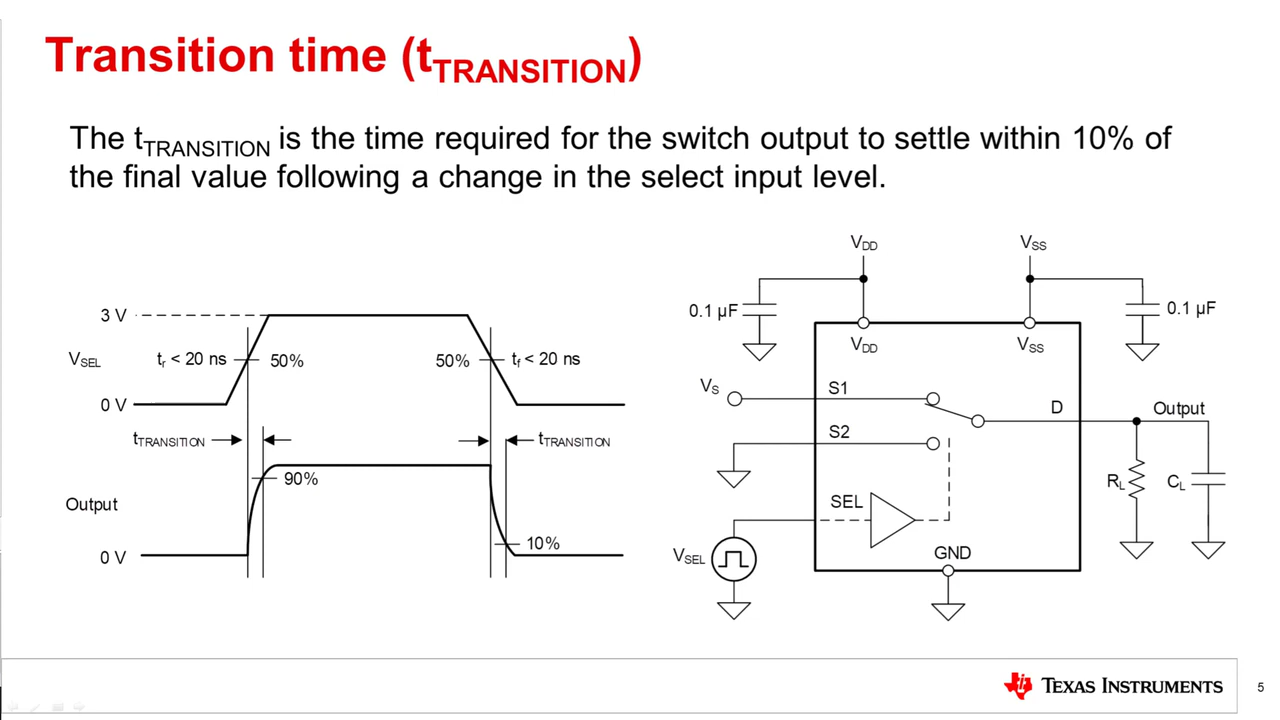 Transition time (tTRANSITION)
The tTRANSITION is the time required for the switch output to settle within 10% of
the final value following a change in the select input level.
3 V
VSEL
tr < 20 ns
50%
50%
tf < 20 ns
0 V
tTRANSITION
tTRANSITION
90%
Output
10%
0 V
VDD
VSS
0.1 µF
0.1 µF
VDD
VSS
VS
S1
D
Output
S2
RL
CL
SEL
VSEL
GND
TEXAS INSTRUMENTS
5